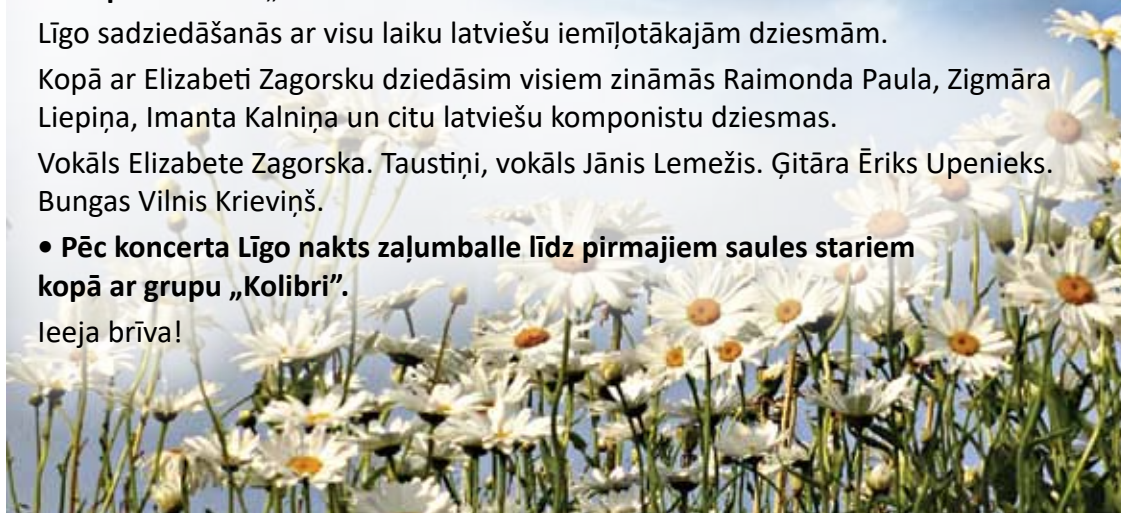 Līgo sadziedāšanās ar visu laiku latviešu iemīļotākajām dziesmām.
Kopā ar Elizabeti Zagorsku dziedāsim visiem zināmās Raimonda Paula, Zigmāra
Liepiņa, Imanta Kalniņa un citu latviešu komponistu dziesmas.
Vokāls Elizabete Zagorska. Taustiņi, vokāls Jānis Lemežis. Ģitāra Ēriks Upenieks.
Bungas Vilnis Krieviņš.
• Pēc koncerta Līgo nakts zaļumballe līdz pirmajiem saules stariem
kopā ar grupu „Kolibri”.
Ieeja brīva!